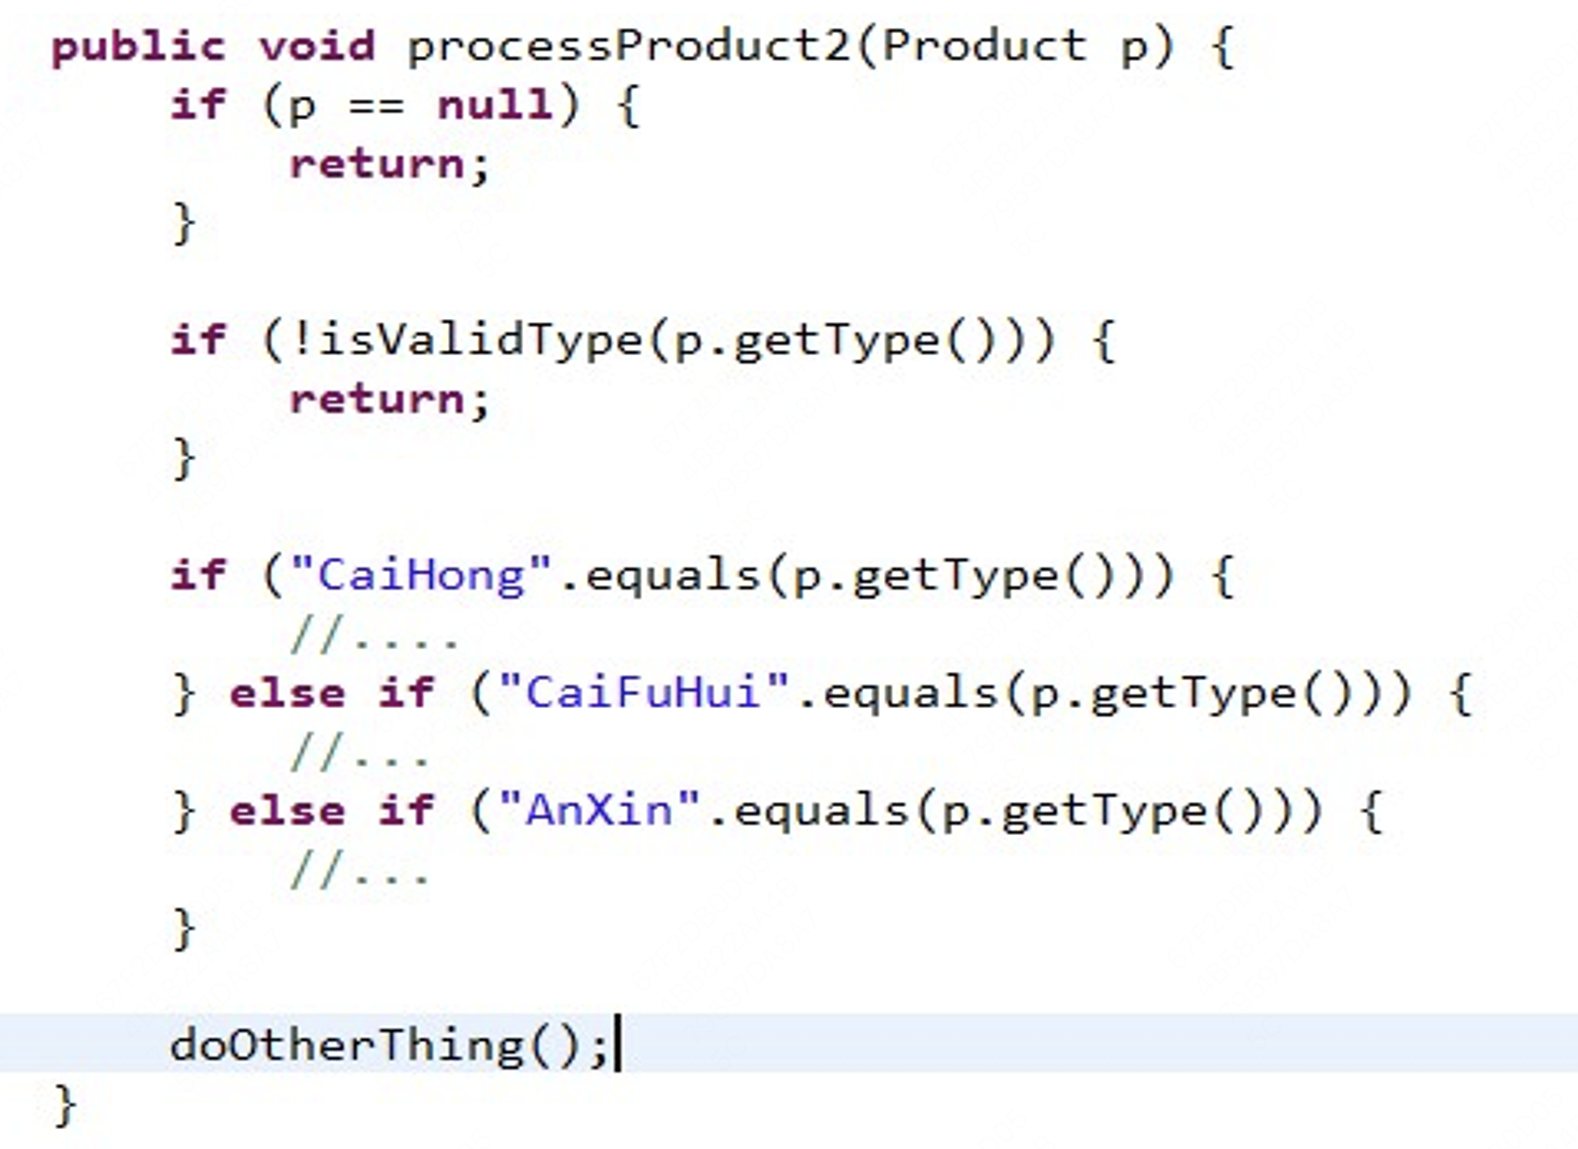 public void processProduct2(Product p) {
    if (p == null) {
        return;
    }

    if (!isValidType(p.getType())) {
        return;
    }

    if ("CaiHong".equals(p.getType())) {
        //....
    } else if ("CaiFuHui".equals(p.getType())) {
        //...
    } else if ("AnXin".equals(p.getType())) {
        //...
    }

    doOtherThing();
}